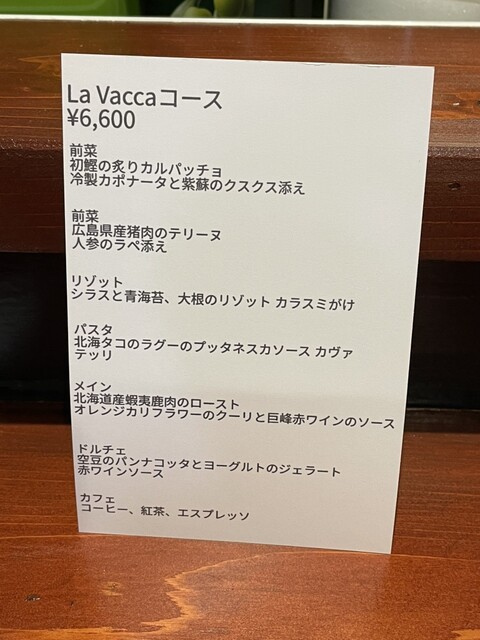 La Vaccaコース
¥6,600
前菜
初鰹の炙りカルパッチョ
冷製カポナータと紫蘇のクスクス添え
前菜
広島県産猪肉のテリーヌ
人参のラペ添え
リゾット
シラスと青海苔、大根のリゾット カラスミがけ
パスタ
北海タコのラグーのプッタネスカソース カヴァ
テッリ
メイン
北海道産蝦夷鹿肉のロースト
オレンジカリフラワーのクーリと巨峰赤ワインのソース
ドルチェ
空豆のパンナコッタとヨーグルトのジェラート
赤ワインソース
カフェ
コーヒー、紅茶、エスプレッソ